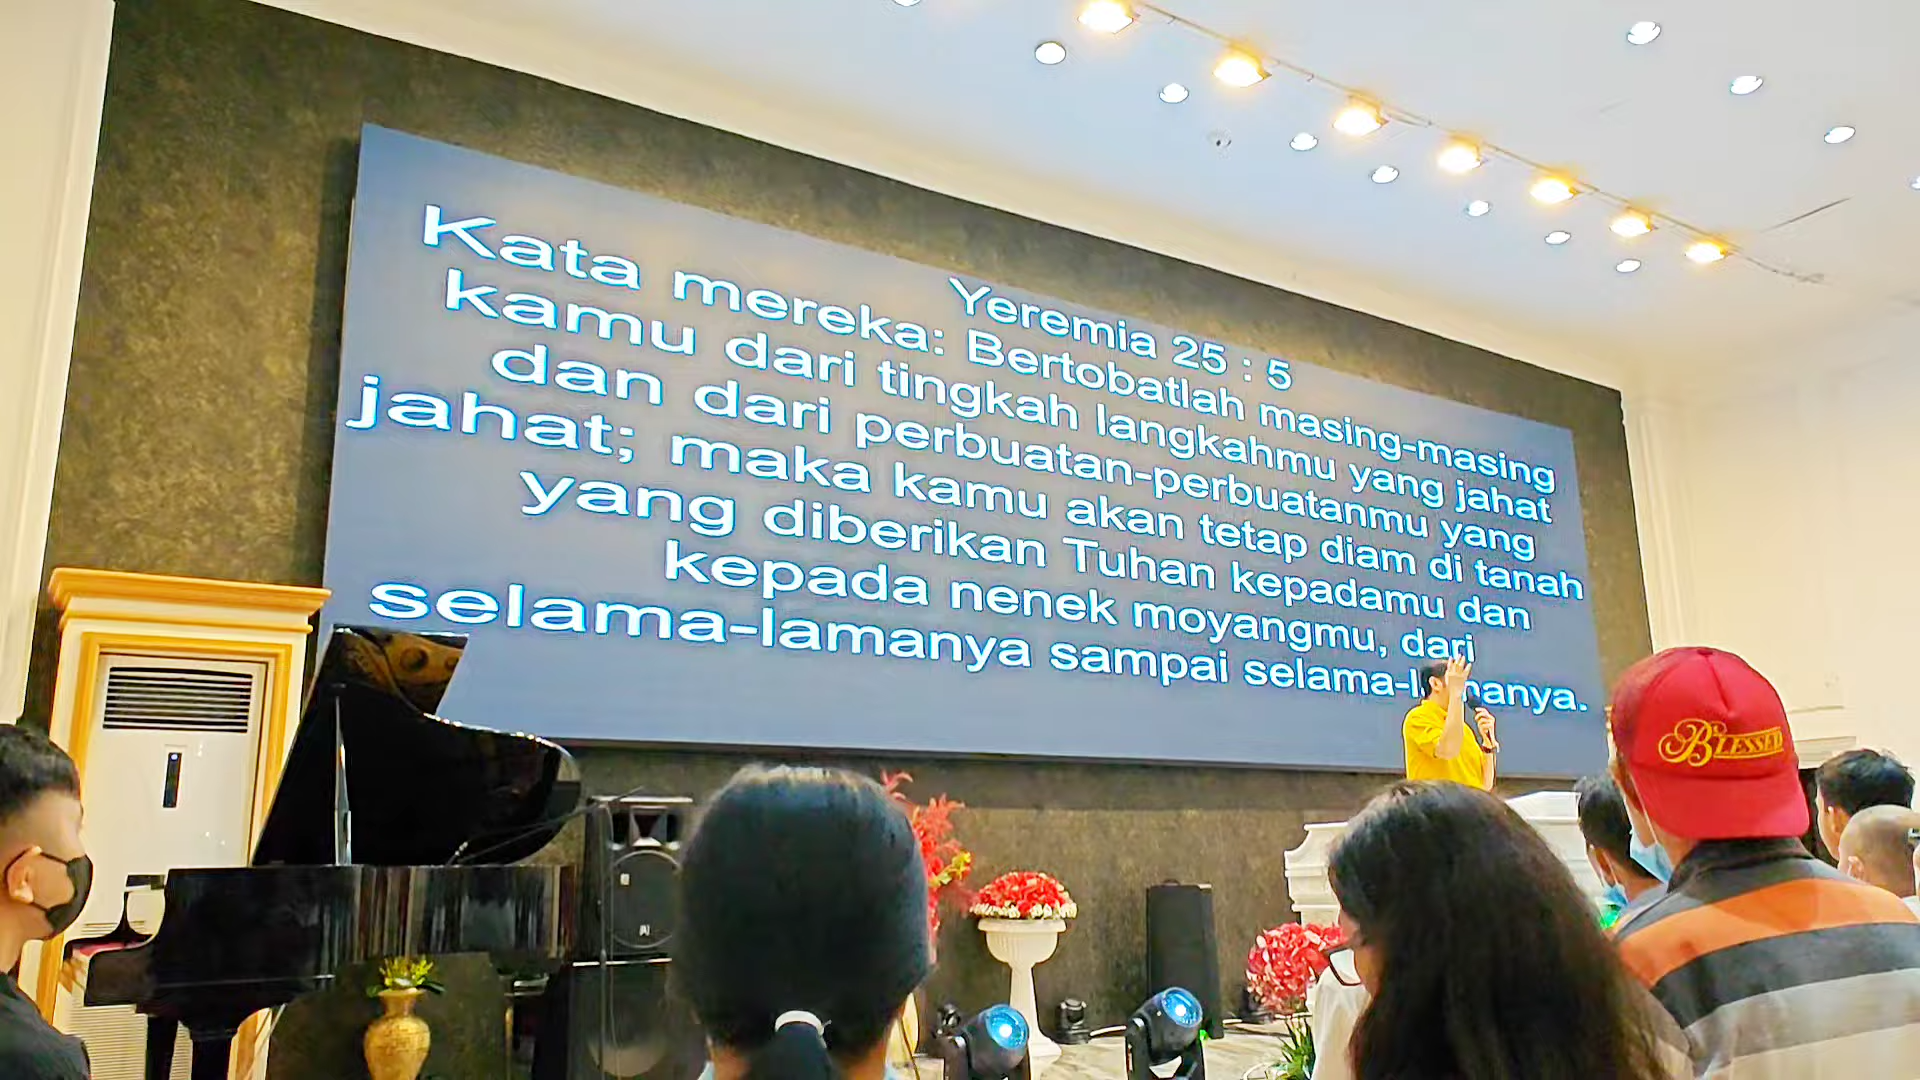 Yeremia 25 : 5
Kata mereka: Bertobatlah masing-masing
kamu dari tingkah langkahmu yang jahat
dan dari perbuatan-perbuatanmu yang
jahat; maka kamu akan tetap diam di tanah
yang diberikan Tuhan kepadamu dan
kepada nenek moyangmu, dari
selama-lamanya sampai selama-lamanya.
BLESSED